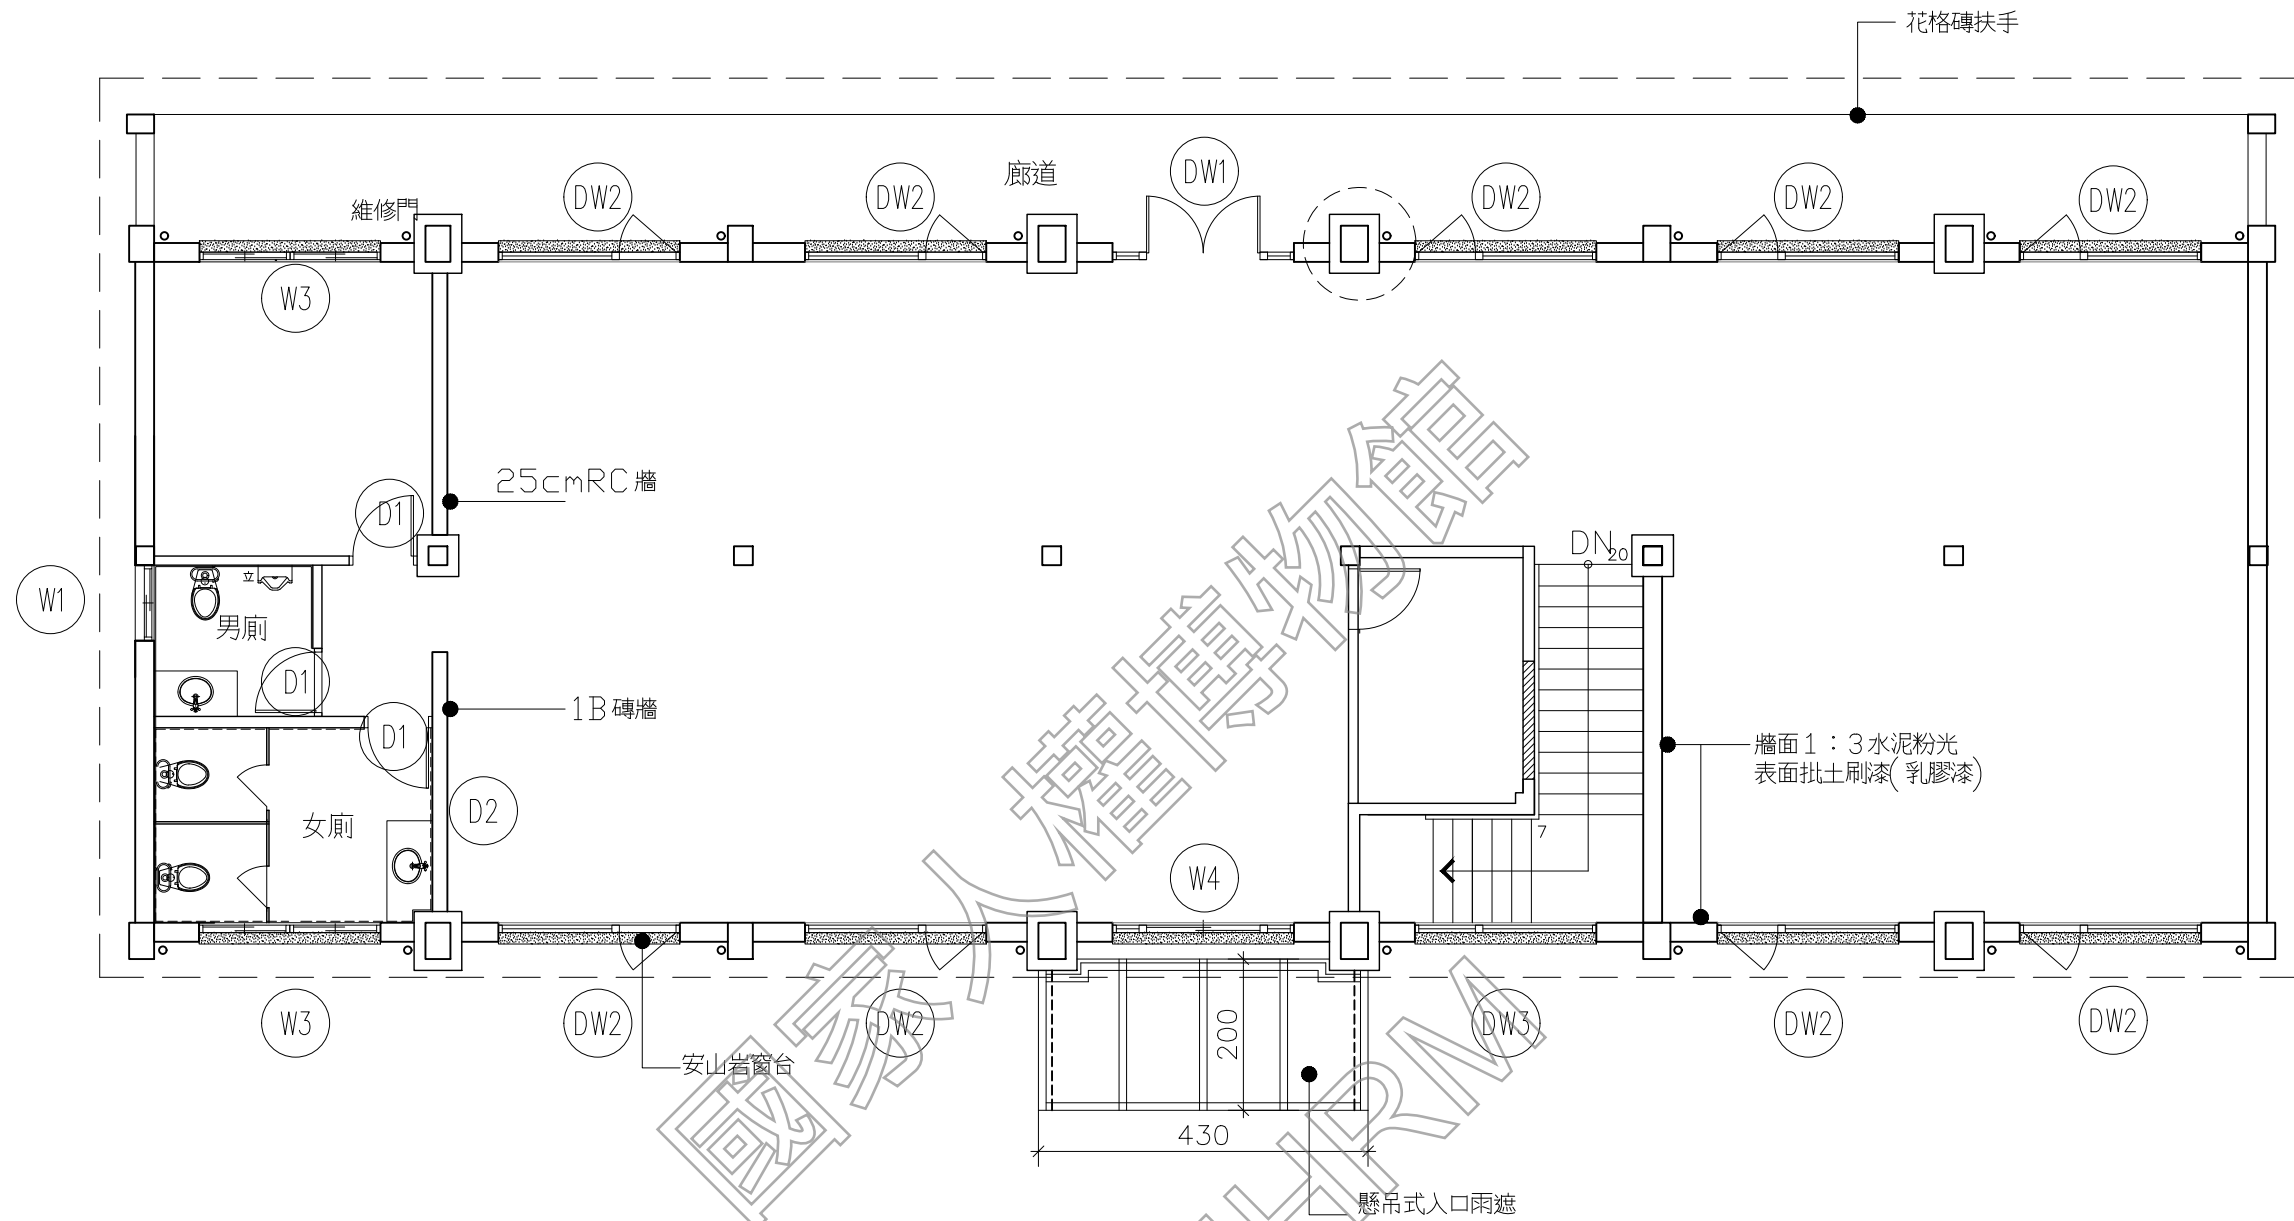 花格磚扶手
廊道
DW1
DW2
DW2
DW2
DW2
DW2
維修門
W3
25cmRC牆
D1
DN
20
W1
立
男廁
D1
1B磚牆
D1
牆面1：3水泥粉光
表面批土刷漆(乳膠漆)
D2
女廁
7
W4
W3
DW2
DW2
DW3
DW2
DW2
200
安山岩窗台
430
懸吊式入口雨遮
國家人權博物館
HRM